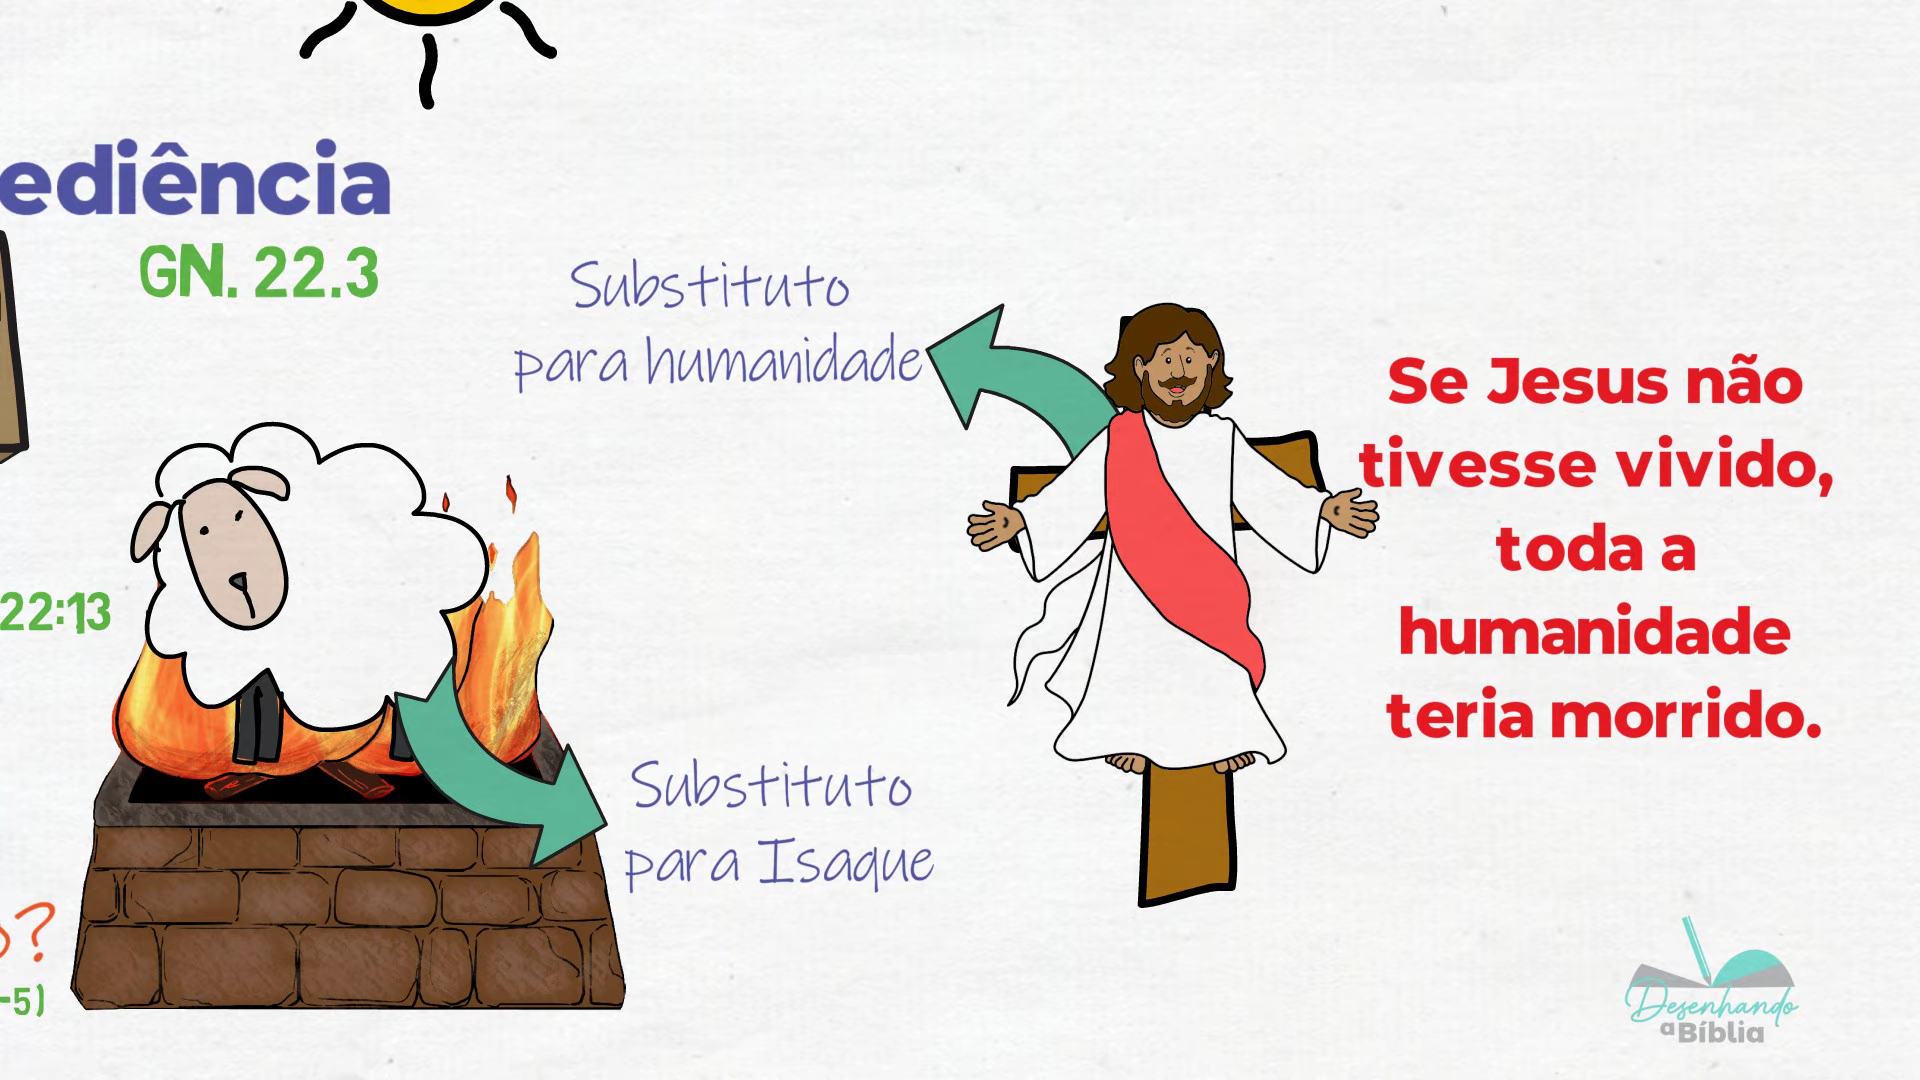 ediência
GN. 22.3
Substituto
para humanidade
Se Jesus não
tivesse vivido,
toda a
humanidade
teria morrido.
22:13
Substituto
para Isaque
o?
-5)
Desenhando
a Bíblia